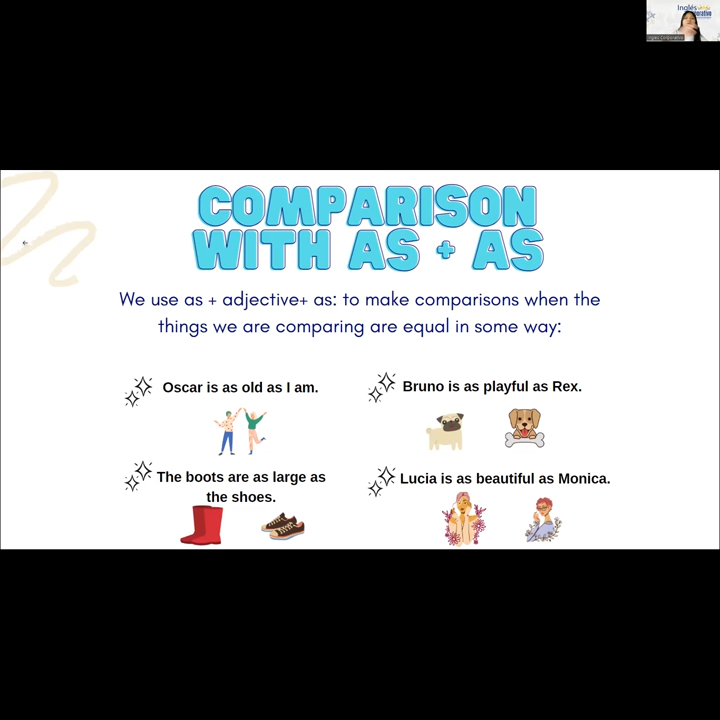 Inglés
COMPARISON
WITH AS + AS
We use as + adjective+ as: to make comparisons when the
things we are comparing are equal in some way:
Oscar is as old as I am.
Bruno is as playful as Rex.
The boots are as large as
the shoes.
Lucia is as beautiful as Monica.